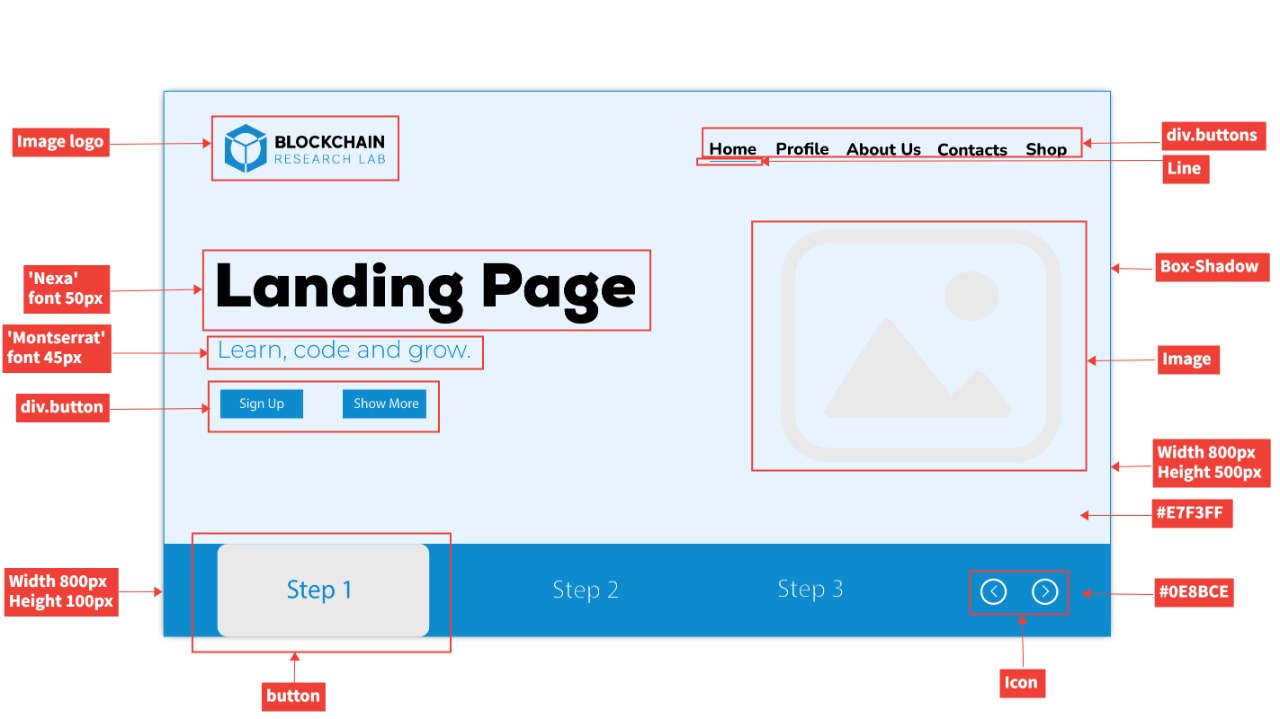 Image logo
BLOCKCHAIN
RESEARCH LAB
Home Profile About Us Contacts Shop
div.buttons
Line
'Nexa'
font 50px
Landing Page
Box-Shadow
'Montserrat'
font 45px
Learn, code and grow.
Image
div.button
Sign Up
Show More
Width 800px
Height 500px
#E7F3FF
Width 800px
Height 100px
Step 1
Step 2
Step 3
#0E8BCE
button
Icon